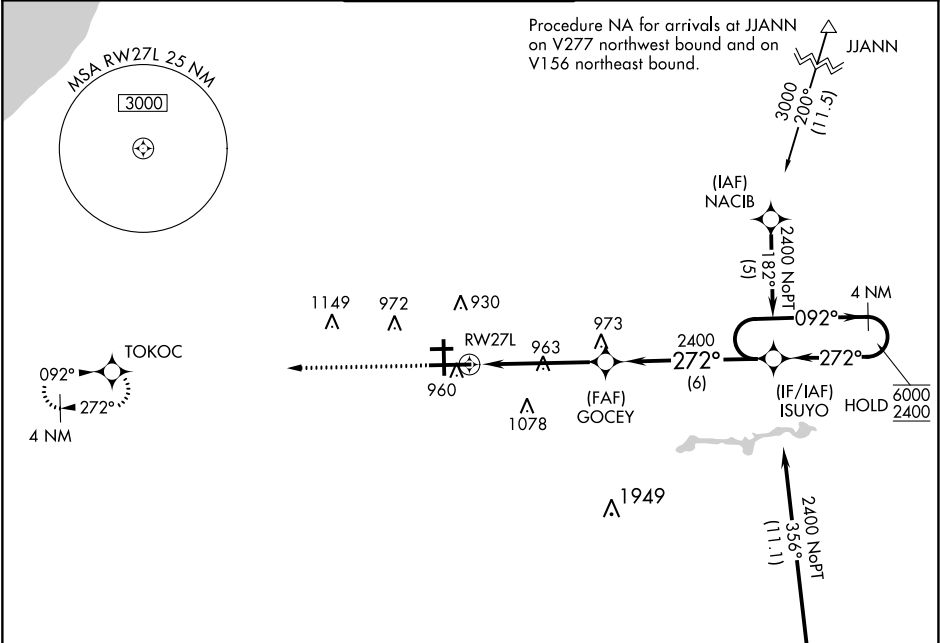 Procedure NA for arrivals at JJANN
on V277 northwest bound and on
V156 northeast bound.
JJANN
MSA RW27L 25 NM
3000
3000
200°
(11.5)
(IAF)
NACIB
2400 NoPT
182°
(5)
4 NM
092°
272°
1149
972
930
973
RW27L
963
2400
272°
(6)
TOKOC
092°
272°
4 NM
960
1078
(FAF)
GOCEY
(IF/IAF)
ISUYO
HOLD
6000
2400
1949
2400 NoPT
356°
(11.1)